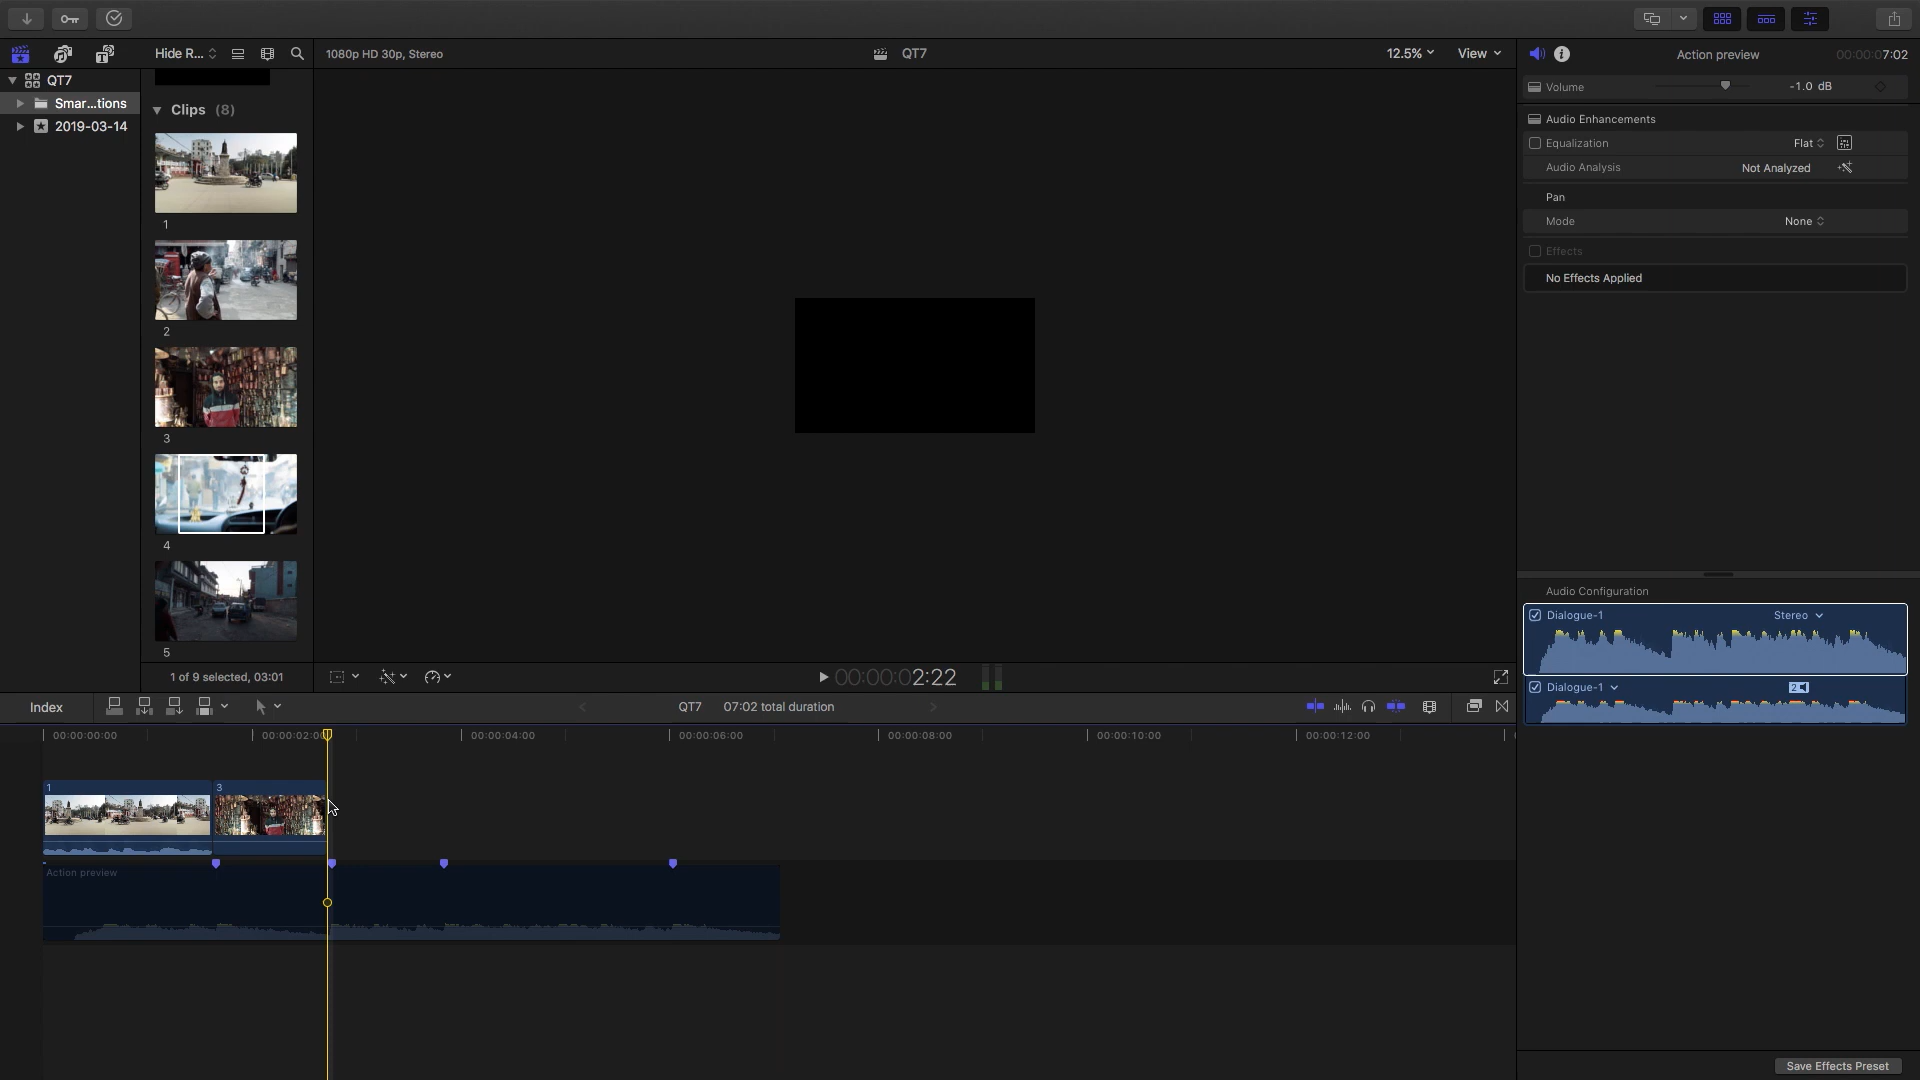 Hide R...
1080p HD 30p, Stereo
QT7
12.5%
View
Action preview
00:00:07:02
QT7
Smar...tions
2019-03-14
Clips (8)
1
2
3
4
5
Volume
-1.0 dB
Audio Enhancements
Equalization
Flat
Audio Analysis
Not Analyzed
Pan
Mode
None
Effects
No Effects Applied
Audio Configuration
Dialogue-1
Stereo
Dialogue-1
2
1 of 9 selected, 03:01
00:00:02:22
Index
QT7
07:02 total duration
00:00:00:00
00:00:02:0
00:00:04:00
00:00:06:00
00:00:08:00
00:00:10:00
00:00:12:00
1
3
Action preview
Save Effects Preset